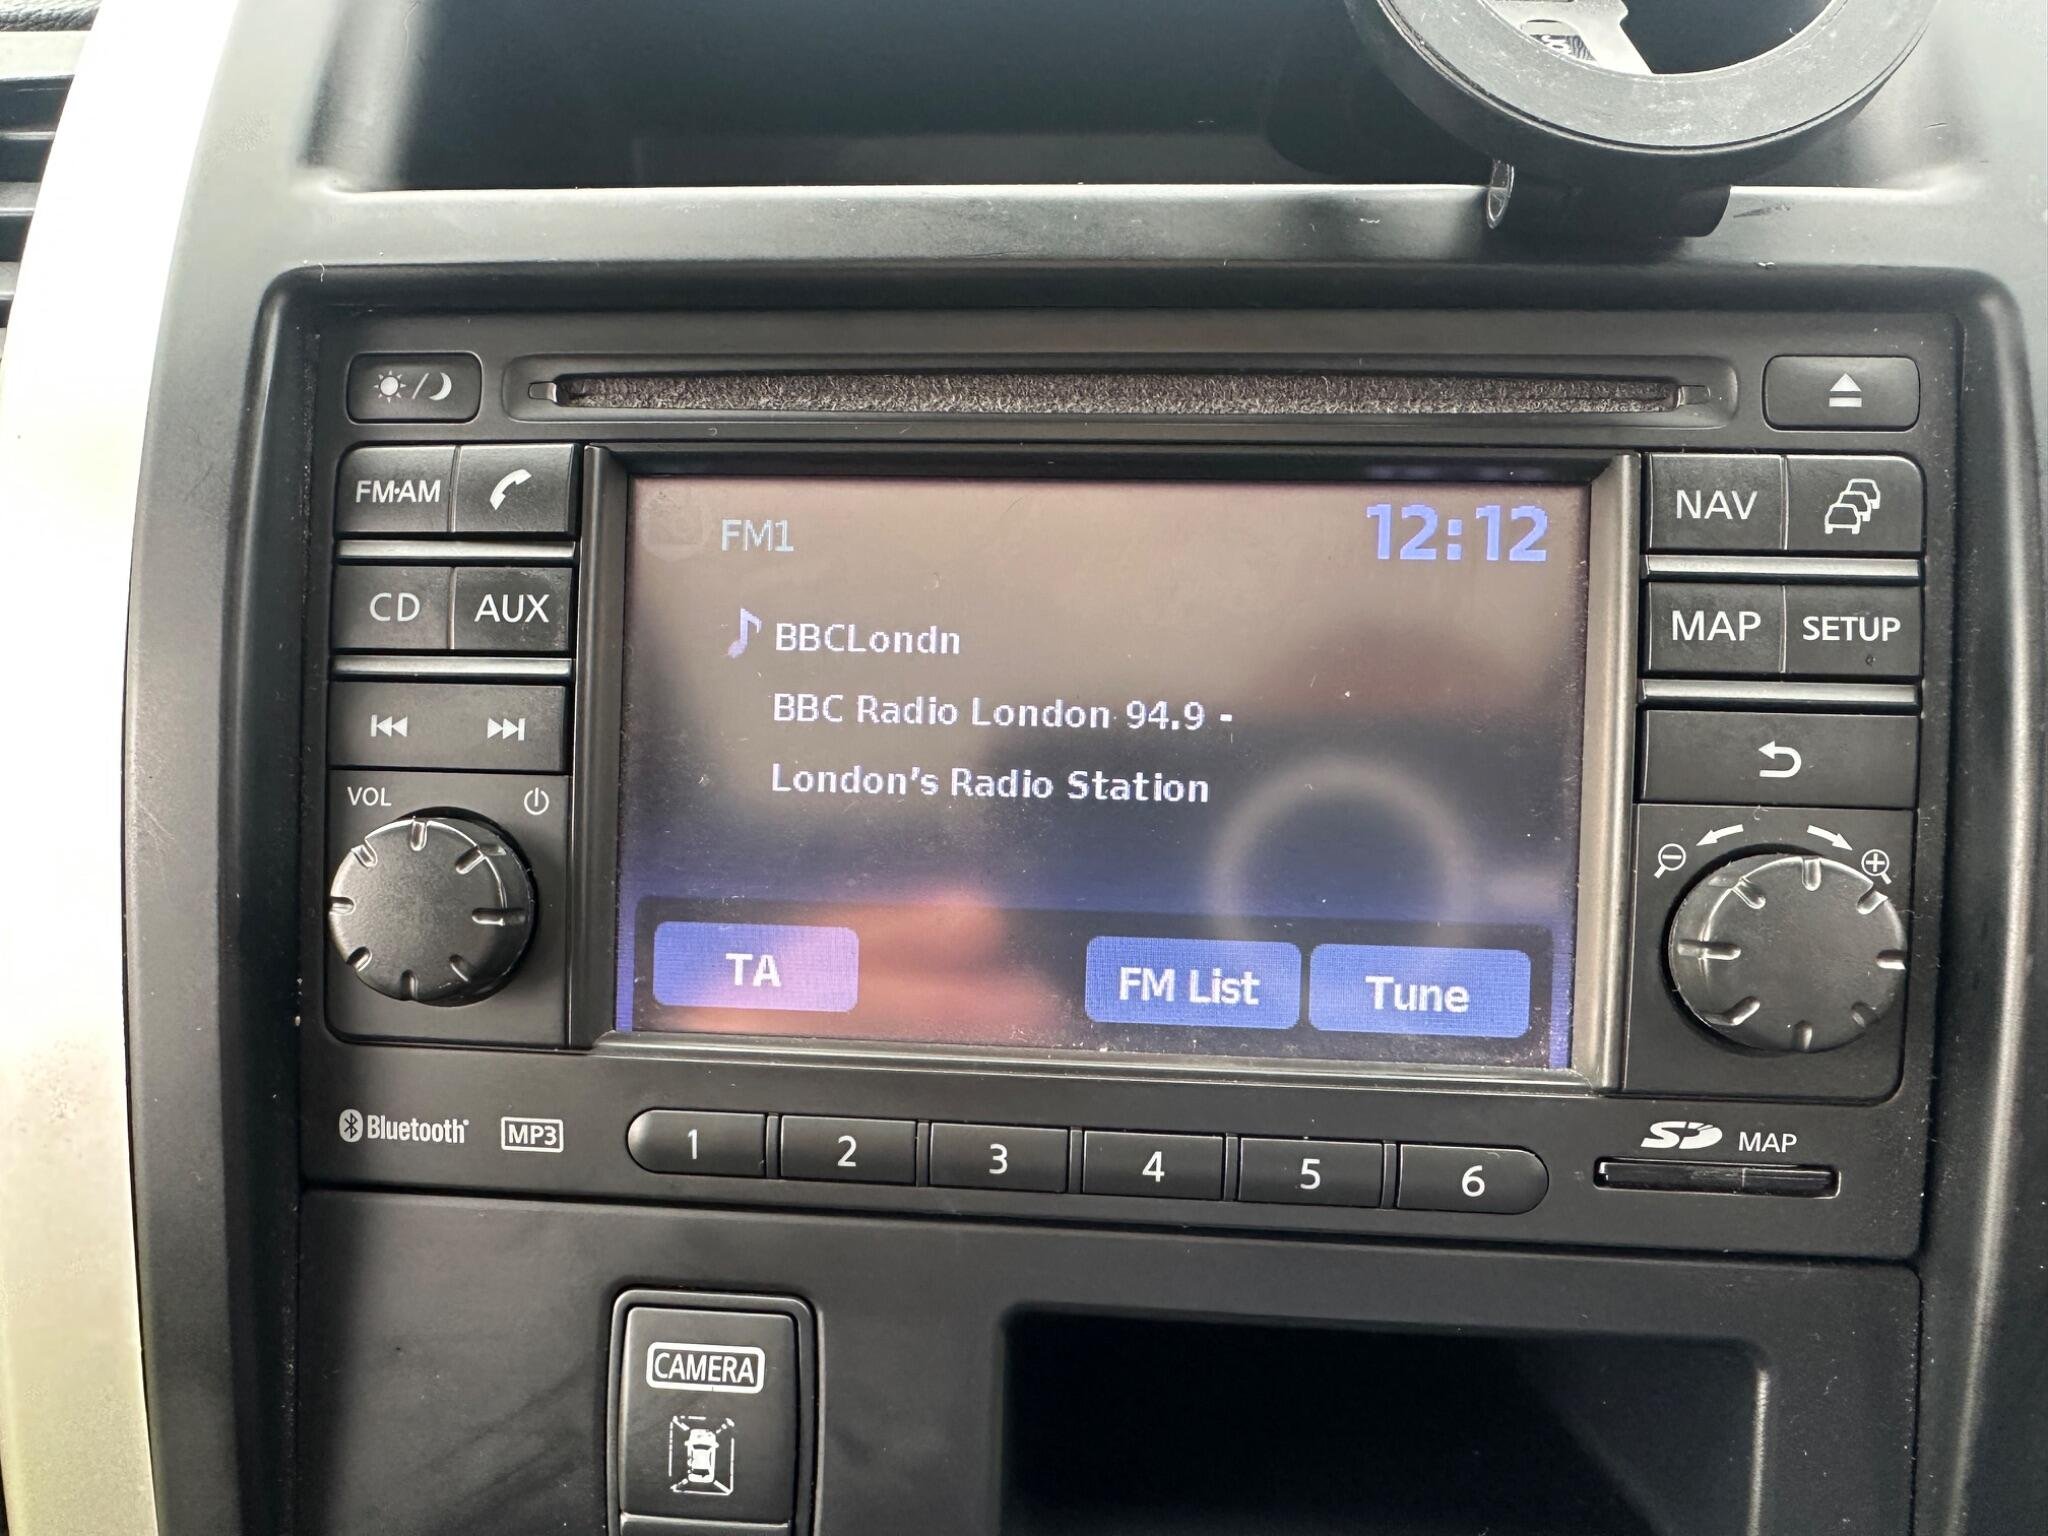 FM·AM
NAV
CD
AUX
MAP
SETUP
VOL
FM1
12:12
BBCLondn
BBC Radio London 94.9 -
London's Radio Station
TA
FM List
Tune
Bluetooth
MP3
1
2
3
4
5
6
SD
MAP
CAMERA